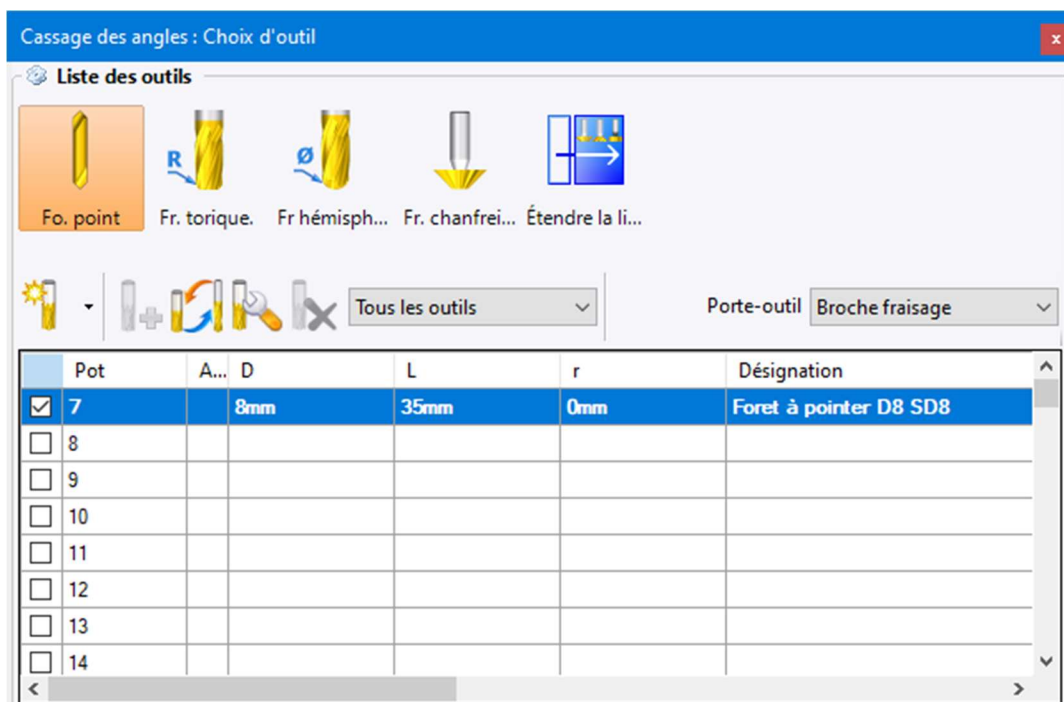 Cassage des angles : Choix d'outil
x
Liste des outils
R
Ø
Fo. point Fr. torique. Fr hémisph... Fr. chanfrei... Étendre la li...
Tous les outils Porte-outil Broche fraisage
Pot A... D L r Désignation
7 8mm 35mm 0mm Foret à pointer D8 SD8
8
9
10
11
12
13
14